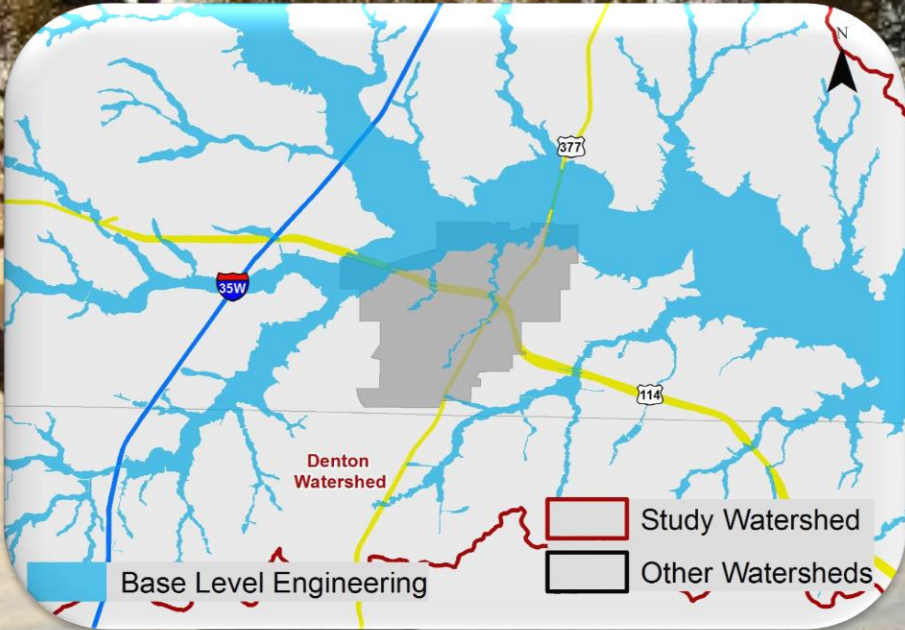 N
377
35W
114
Denton
Watershed
Study Watershed
Other Watersheds
Base Level Engineering